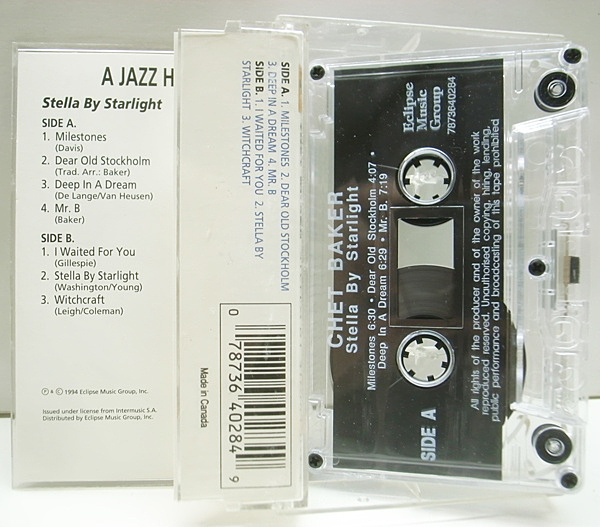 A JAZZ H
Stella By Starlight
SIDE A.
1. Milestones
(Davis)
2. Dear Old Stockholm
(Trad. Arr.: Baker)
3. Deep In A Dream
(De Lange/Van Heusen)
4. Mr. B
(Baker)
SIDE B.
1. I Waited For You
(Gillespie)
2. Stella By Starlight
(Washington/Young)
3. Witchcraft
(Leigh/Coleman)
℗ & © 1994 Eclipse Music Group, Inc.
Issued under license from Intermusic S.A.
Distributed by Eclipse Music Group, Inc.
SIDE A. 1. MILESTONES 2. DEAR OLD STOCKHOLM
3. DEEP IN A DREAM 4. MR. B
SIDE B. 1. I WAITED FOR YOU 2. STELLA BY
STARLIGHT 3. WITCHCRAFT
0 78736 40284 9
Made in Canada
CHET BAKER
Stella By Starlight
Milestones 6:30 • Dear Old Stockholm 4:07 •
Deep In A Dream 6:29 • Mr. B. 7:19
SIDE A
Eclipse
Music
Group
7873640284
All rights of the producer and of the owner of the work
reproduced reserved. Unauthorised copying, hiring, lending,
public performance and broadcasting of this tape prohibited